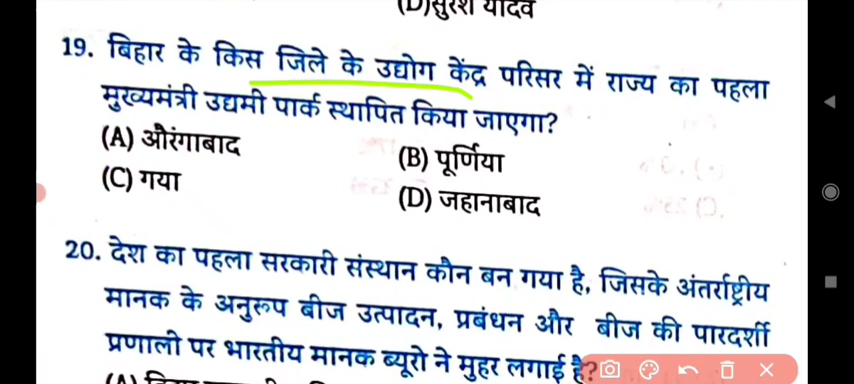 (D)सुरेश यादव
19. बिहार के किस जिले के उद्योग केंद्र परिसर में राज्य का पहला
मुख्यमंत्री उद्यमी पार्क स्थापित किया जाएगा?
(A) औरंगाबाद
(B) पूर्णिया
(C) गया
(D) जहानाबाद
20. देश का पहला सरकारी संस्थान कौन बन गया है, जिसके अंतर्राष्ट्रीय
मानक के अनुरूप बीज उत्पादन, प्रबंधन और बीज की पारदर्शी
प्रणाली पर भारतीय मानक ब्यूरो ने मुहर लगाई है?
(A)